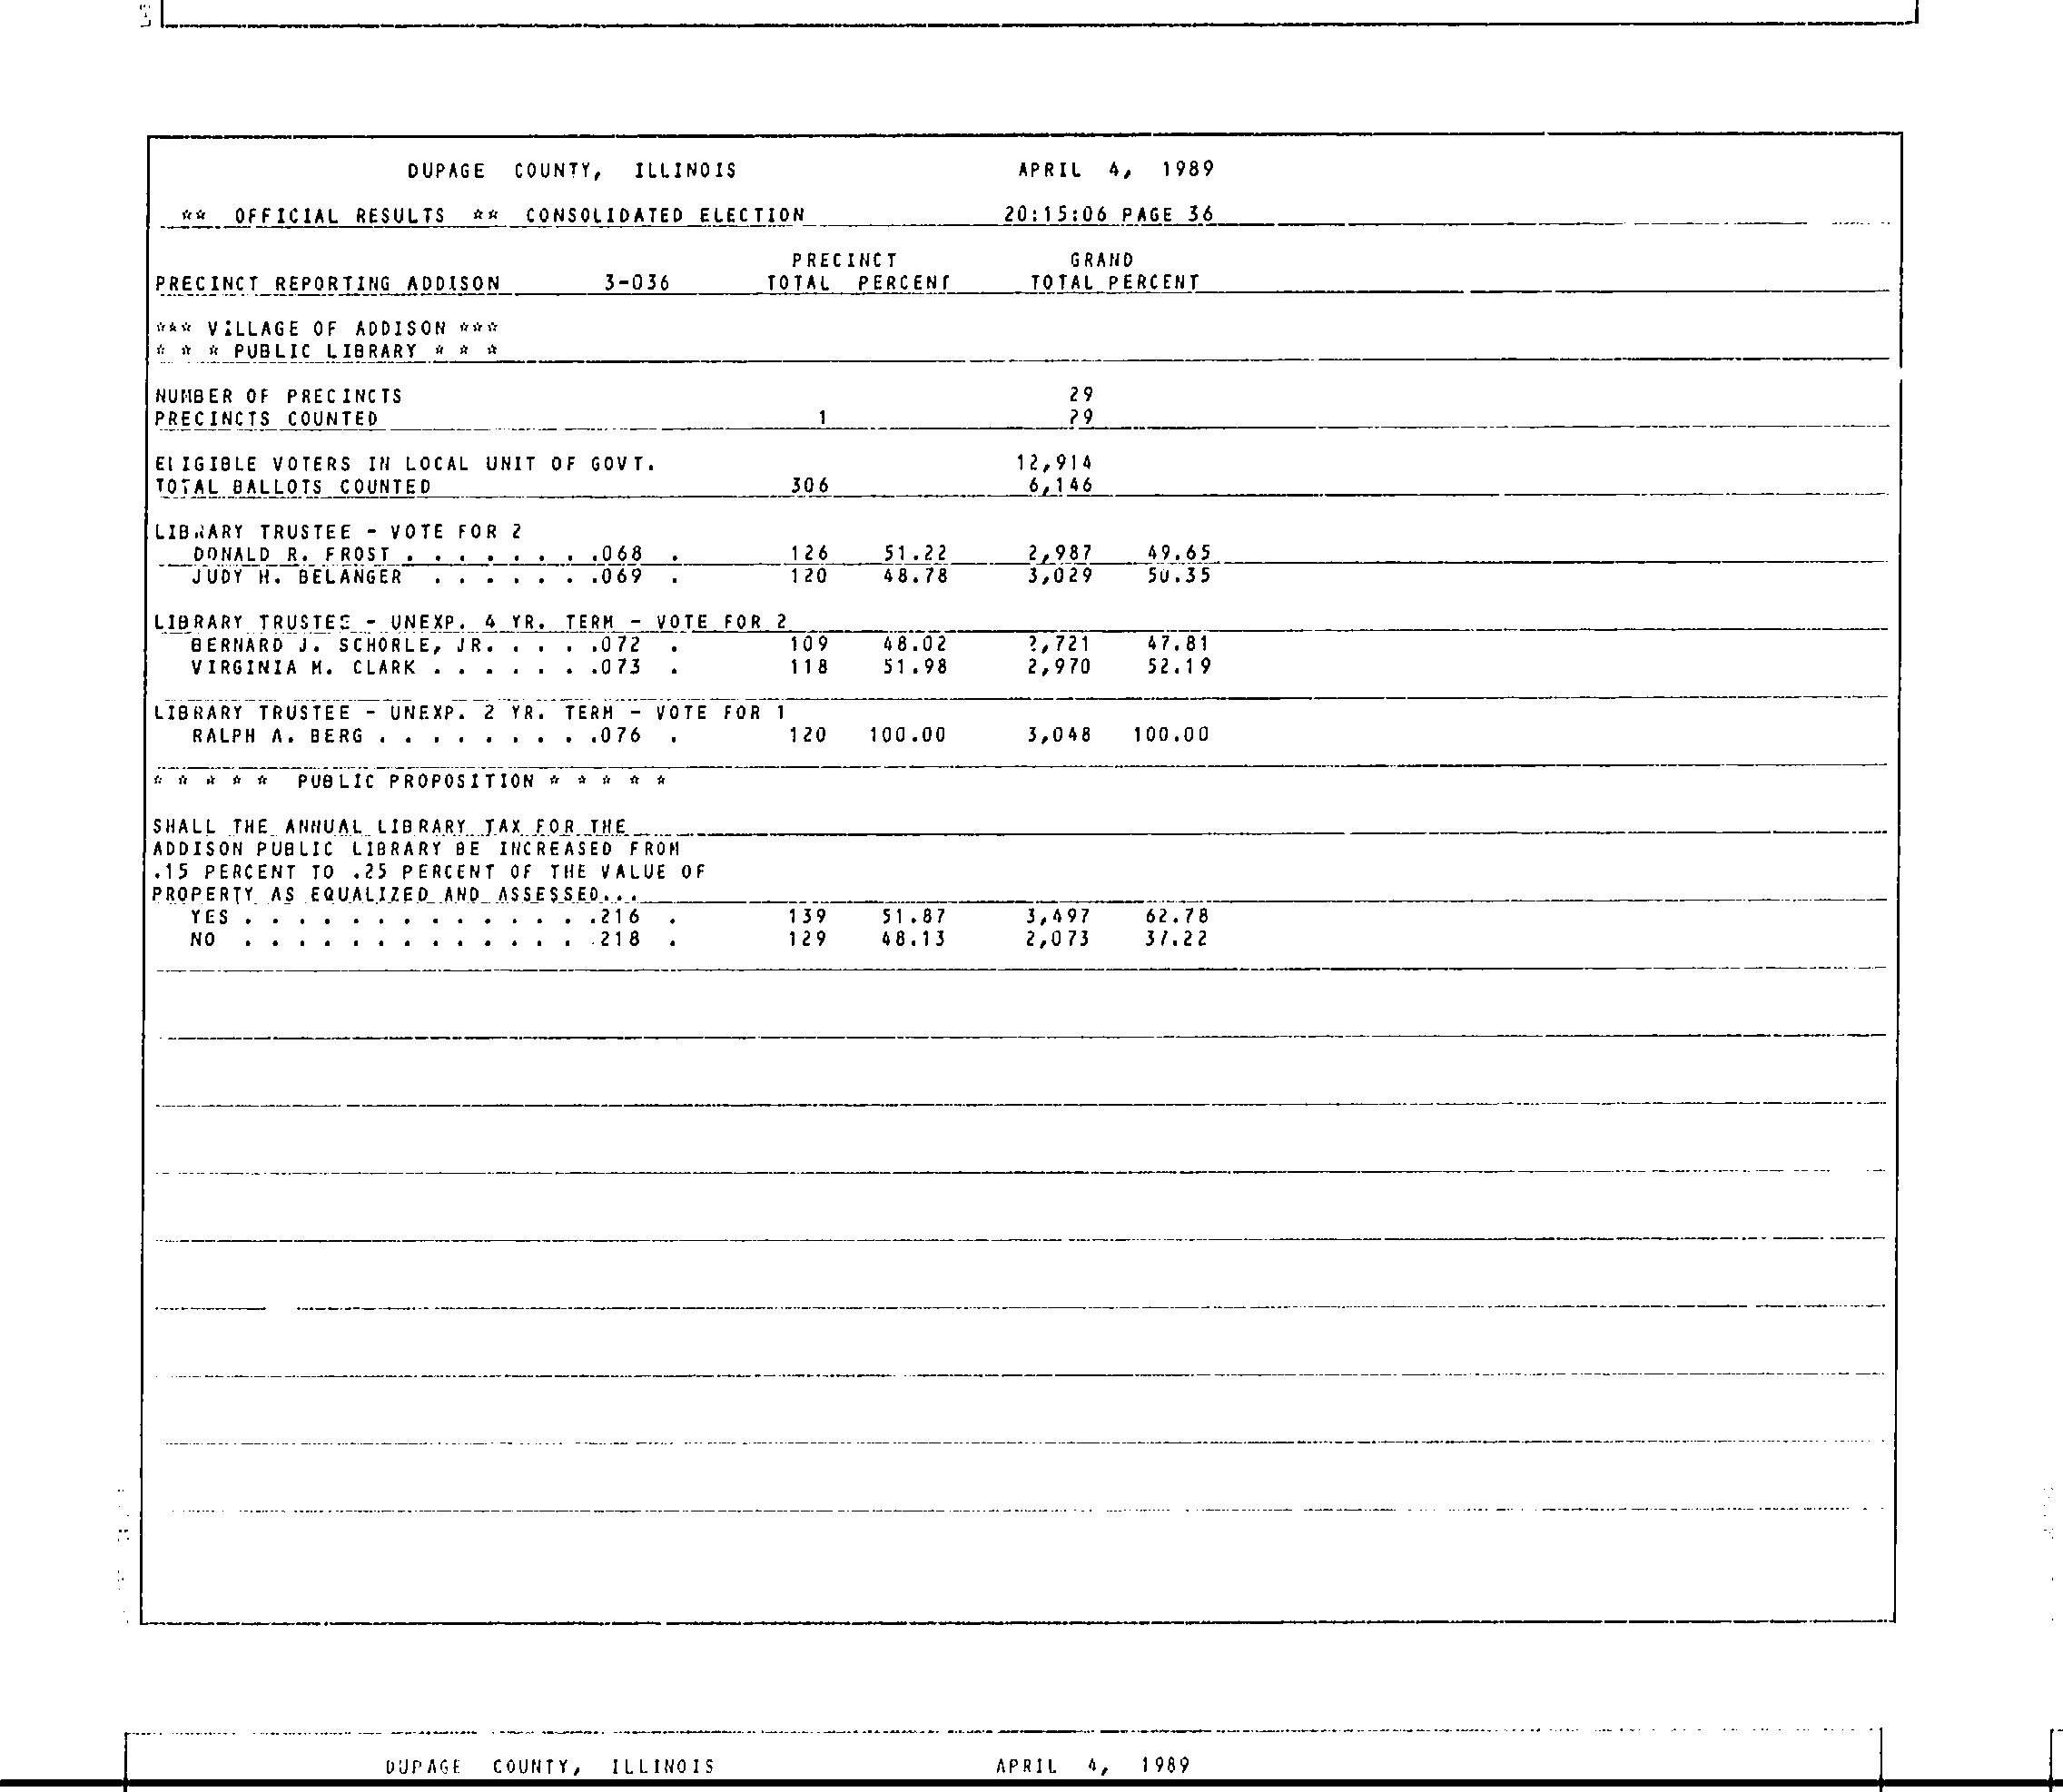 DUPAGE COUNTY, ILLINOIS APRIL 4, 1989
** OFFICIAL RESULTS ** CONSOLIDATED ELECTION 20:15:06 PAGE 36
PRECINCT GRAND
PRECINCT REPORTING ADDISON 3-036 TOTAL PERCENT TOTAL PERCENT
*** VILLAGE OF ADDISON ***
* * * PUBLIC LIBRARY * * *
NUMBER OF PRECINCTS 29
PRECINCTS COUNTED 1 29
ELIGIBLE VOTERS IN LOCAL UNIT OF GOVT. 12,914
TOTAL BALLOTS COUNTED 306 6,146
LIBRARY TRUSTEE - VOTE FOR 2
DONALD R. FROST . . . . . . . .068 . 126 51.22 2,987 49.65
JUDY H. BELANGER . . . . . . .069 . 120 48.78 3,029 50.35
LIBRARY TRUSTEE - UNEXP. 4 YR. TERM - VOTE FOR 2
BERNARD J. SCHORLE, JR. . . . .072 . 109 48.02 2,721 47.81
VIRGINIA M. CLARK . . . . . . .073 . 118 51.98 2,970 52.19
LIBRARY TRUSTEE - UNEXP. 2 YR. TERM - VOTE FOR 1
RALPH A. BERG . . . . . . . . .076 . 120 100.00 3,048 100.00
* * * * * PUBLIC PROPOSITION * * * * *
SHALL THE ANNUAL LIBRARY TAX FOR THE
ADDISON PUBLIC LIBRARY BE INCREASED FROM
.15 PERCENT TO .25 PERCENT OF THE VALUE OF
PROPERTY AS EQUALIZED AND ASSESSED...
YES . . . . . . . . . . . . . .216 . 139 51.87 3,497 62.78
NO . . . . . . . . . . . . . .218 . 129 48.13 2,073 37.22
DUPAGE COUNTY, ILLINOIS APRIL 4, 1989